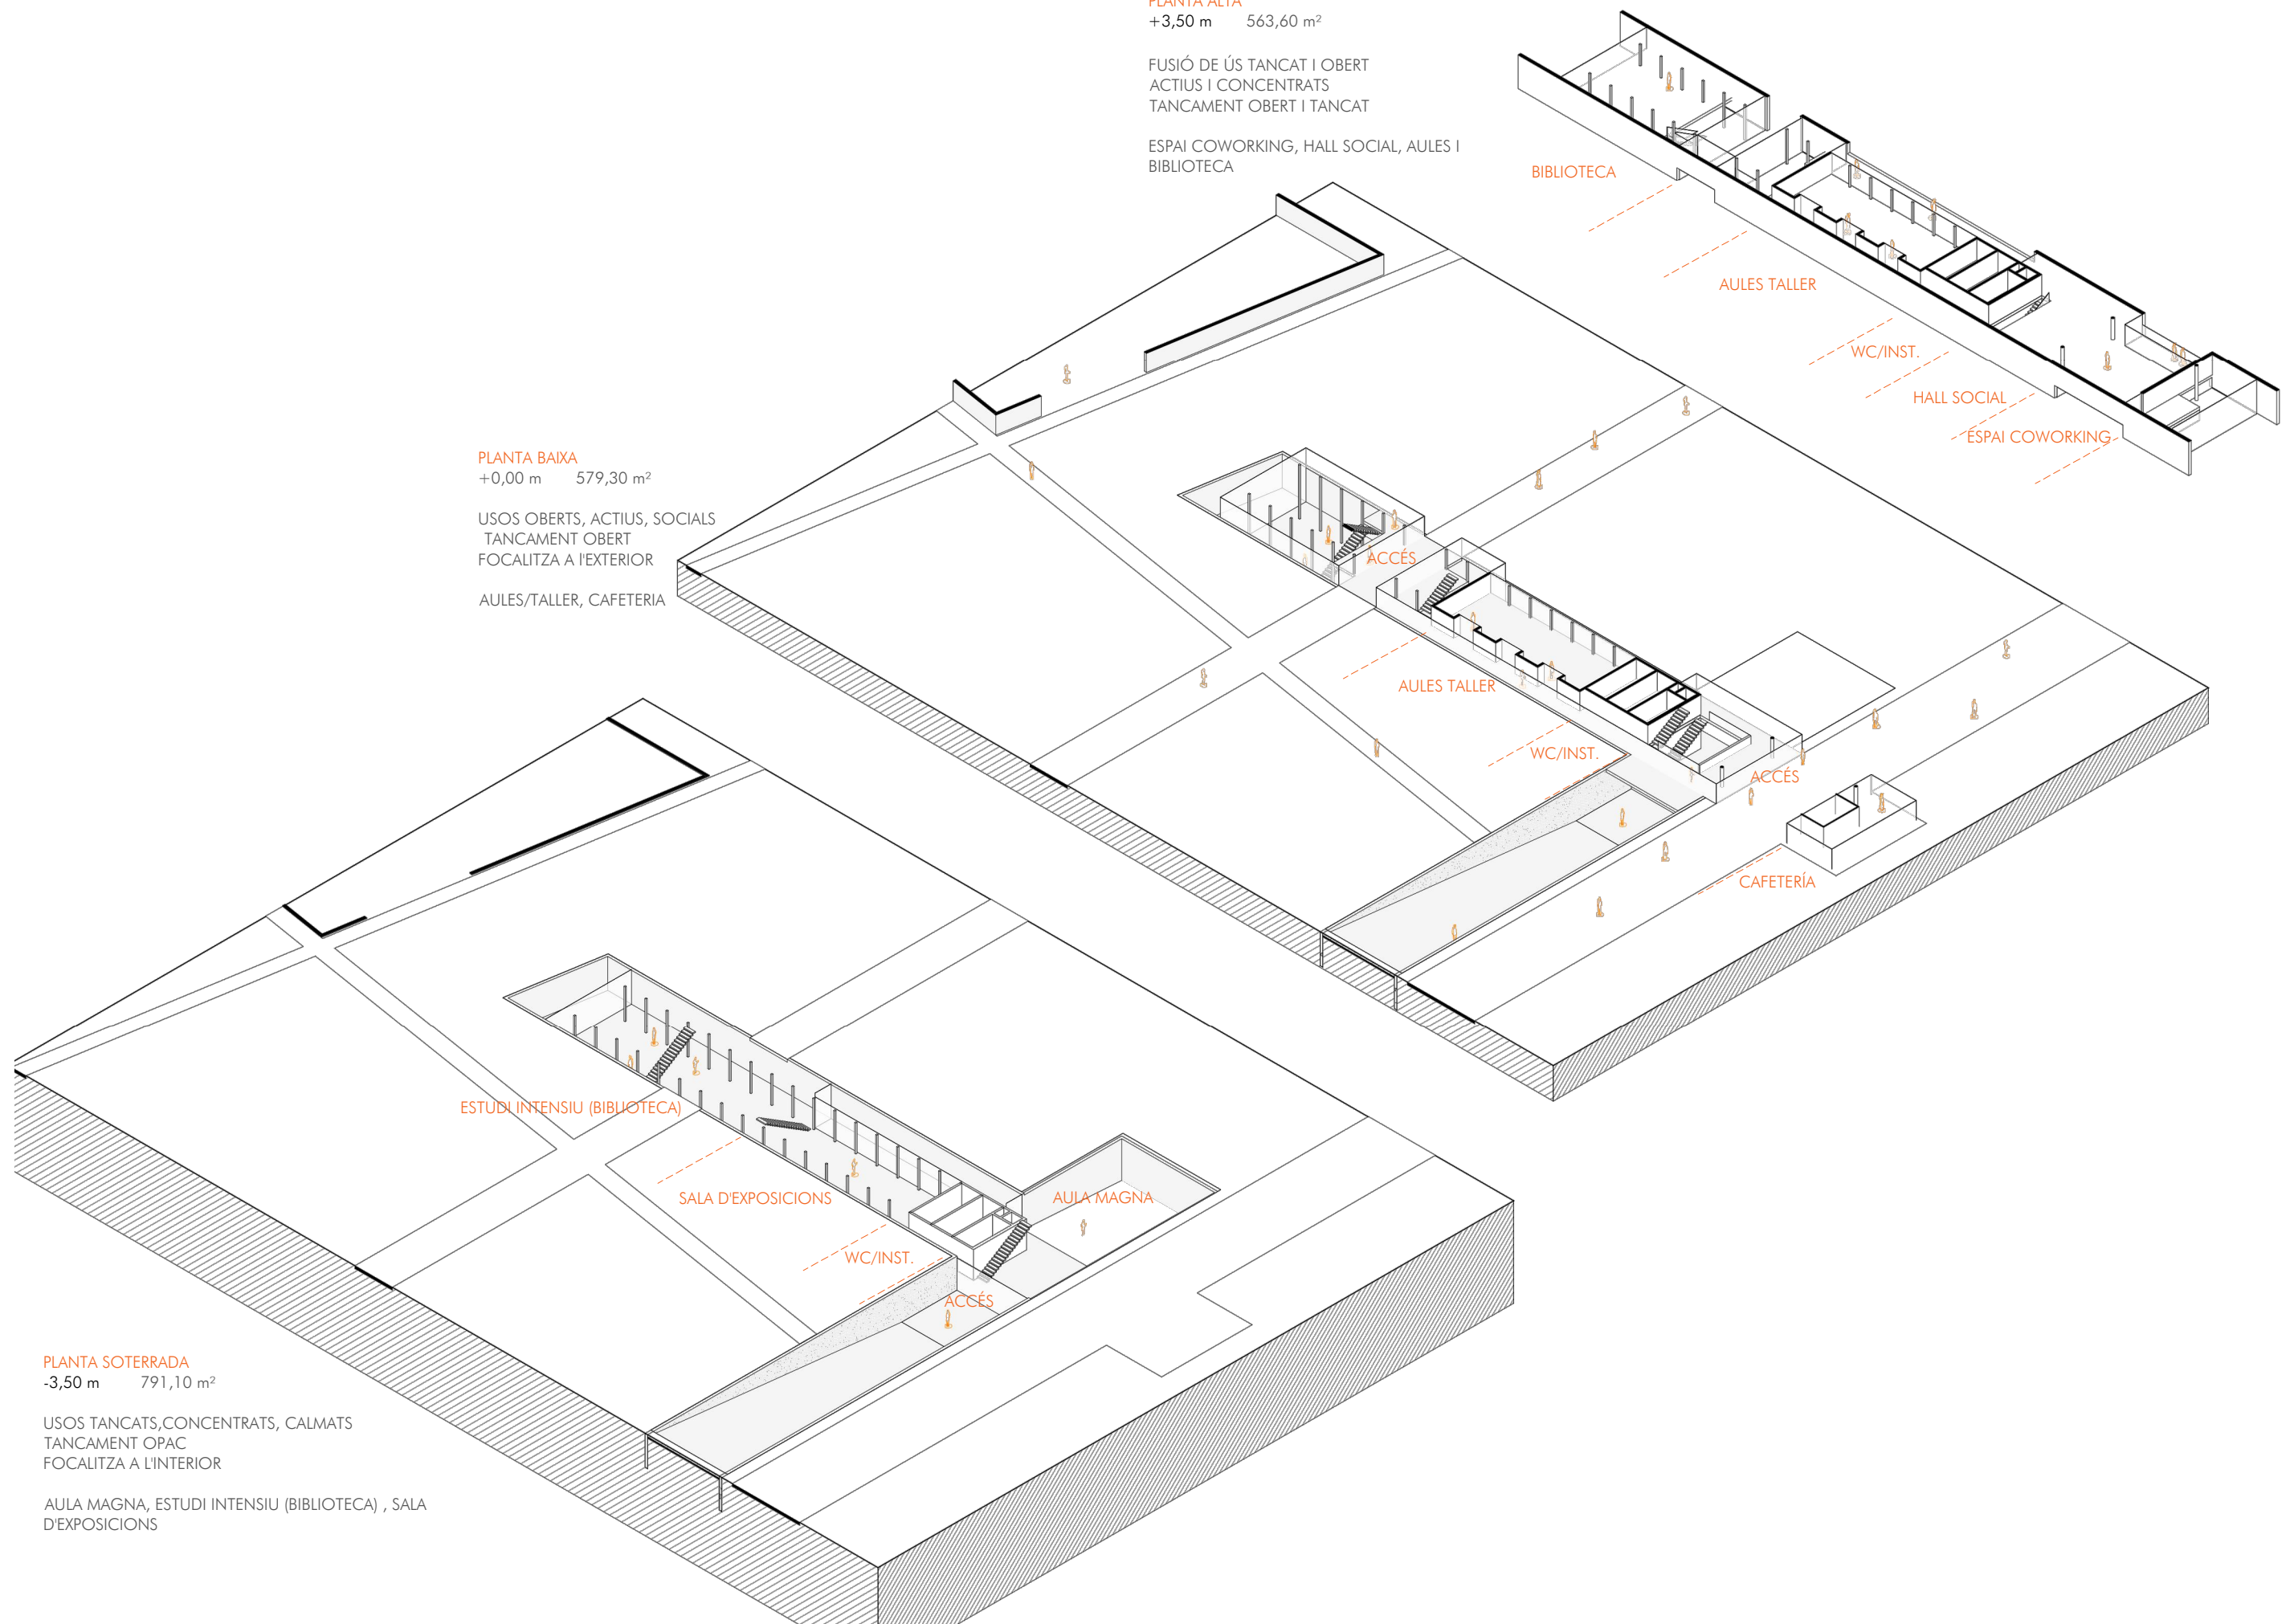 PLANTA ALTA
+3,50 m 563,60 m²
FUSIÓ DE ÚS TANCAT I OBERT
ACTIUS I CONCENTRATS
TANCAMENT OBERT I TANCAT
ESPAI COWORKING, HALL SOCIAL, AULES I
BIBLIOTECA
BIBLIOTECA
AULES TALLER
WC/INST.
HALL SOCIAL
ESPAI COWORKING
PLANTA BAIXA
+0,00 m 579,30 m²
USOS OBERTS, ACTIUS, SOCIALS
TANCAMENT OBERT
FOCALITZA A l'EXTERIOR
AULES/TALLER, CAFETERIA
ACCÉS
AULES TALLER
WC/INST.
ACCÉS
CAFETERÍA
ESTUDI INTENSIU (BIBLIOTECA)
SALA D'EXPOSICIONS
AULA MAGNA
WC/INST.
ACCÉS
PLANTA SOTERRADA
-3,50 m 791,10 m²
USOS TANCATS,CONCENTRATS, CALMATS
TANCAMENT OPAC
FOCALITZA A L'INTERIOR
AULA MAGNA, ESTUDI INTENSIU (BIBLIOTECA) , SALA
D'EXPOSICIONS